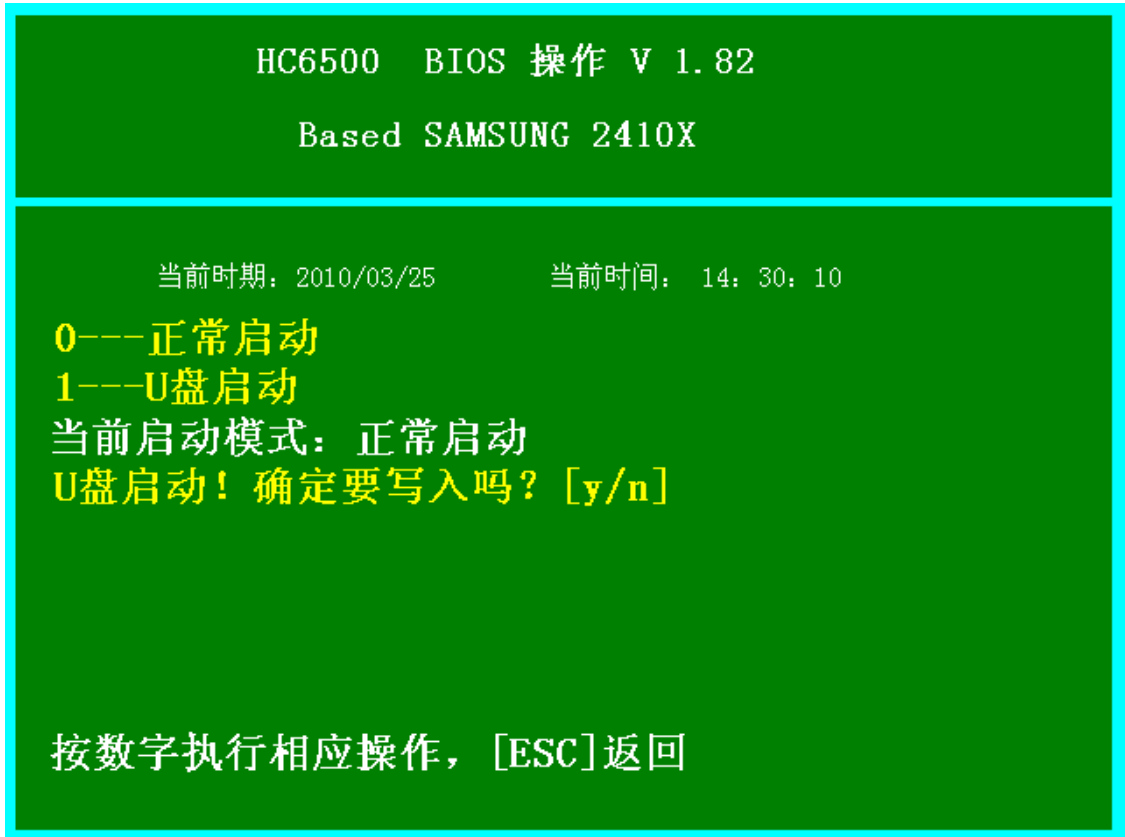 HC6500 BIOS 操作 V 1.82
Based SAMSUNG 2410X
当前时期：2010/03/25 当前时间： 14：30：10
0---正常启动
1---U盘启动
当前启动模式：正常启动
U盘启动！确定要写入吗？[y/n]
按数字执行相应操作，[ESC]返回